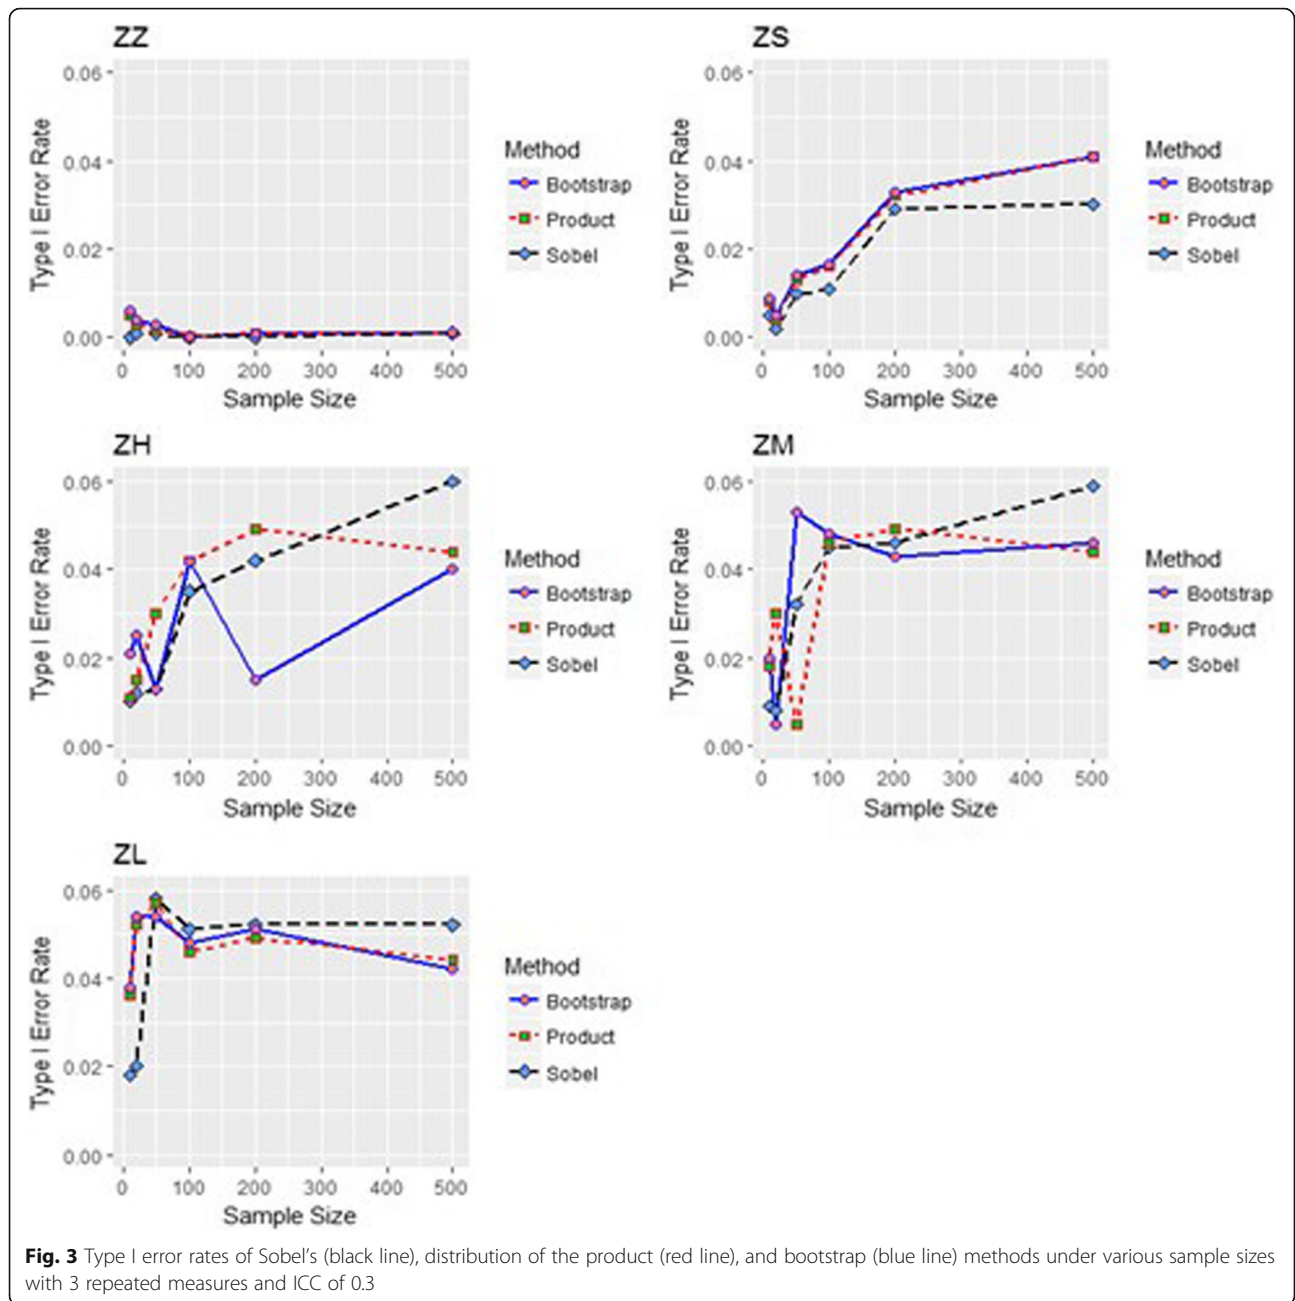 ZZ
0.06
0.04
0.02
0.00
Type I Error Rate
0 100 200 300 400 500
Sample Size
Method
Bootstrap
Product
Sobel
ZS
0.06
0.04
0.02
0.00
Type I Error Rate
0 100 200 300 400 500
Sample Size
Method
Bootstrap
Product
Sobel
ZH
0.06
0.04
0.02
0.00
Type I Error Rate
0 100 200 300 400 500
Sample Size
Method
Bootstrap
Product
Sobel
ZM
0.06
0.04
0.02
0.00
Type I Error Rate
0 100 200 300 400 500
Sample Size
Method
Bootstrap
Product
Sobel
ZL
0.06
0.04
0.02
0.00
Type I Error Rate
0 100 200 300 400 500
Sample Size
Method
Bootstrap
Product
Sobel
Fig. 3 Type I error rates of Sobel's (black line), distribution of the product (red line), and bootstrap (blue line) methods under various sample sizes
with 3 repeated measures and ICC of 0.3